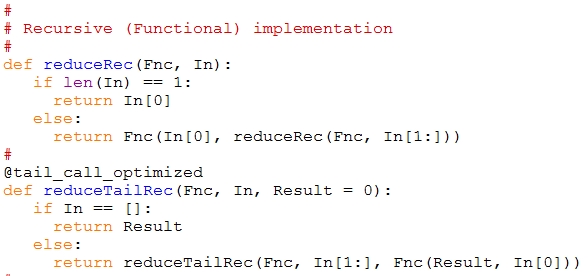 #
# Recursive (Functional) implementation
#
def reduceRec(Fnc, In):
   if len(In) == 1:
     return In[0]
   else:
     return Fnc(In[0], reduceRec(Fnc, In[1:]))
#
@tail_call_optimized
def reduceTailRec(Fnc, In, Result = 0):
   if In == []:
     return Result
   else:
     return reduceTailRec(Fnc, In[1:], Fnc(Result, In[0]))